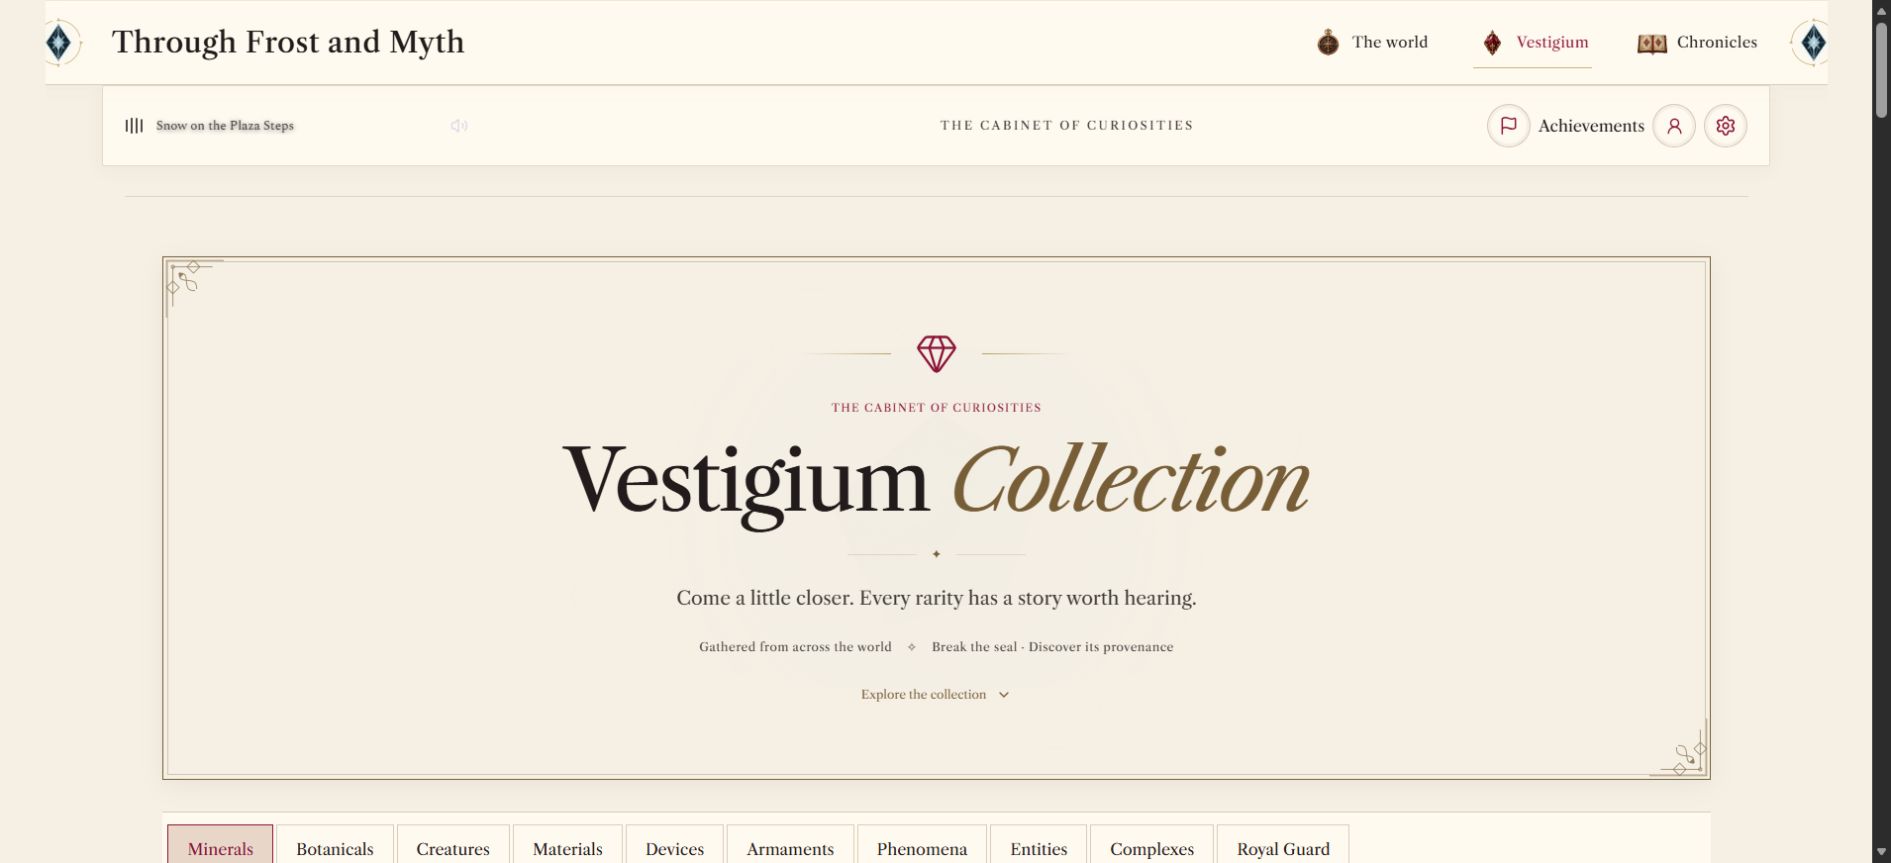 Through Frost and Myth
The world
Vestigium
Chronicles
Snow on the Plaza Steps
THE CABINET OF CURIOSITIES
Achievements
THE CABINET OF CURIOSITIES
Vestigium Collection
Come a little closer. Every rarity has a story worth hearing.
Gathered from across the world ✧ Break the seal · Discover its provenance
Explore the collection
Minerals
Botanicals
Creatures
Materials
Devices
Armaments
Phenomena
Entities
Complexes
Royal Guard